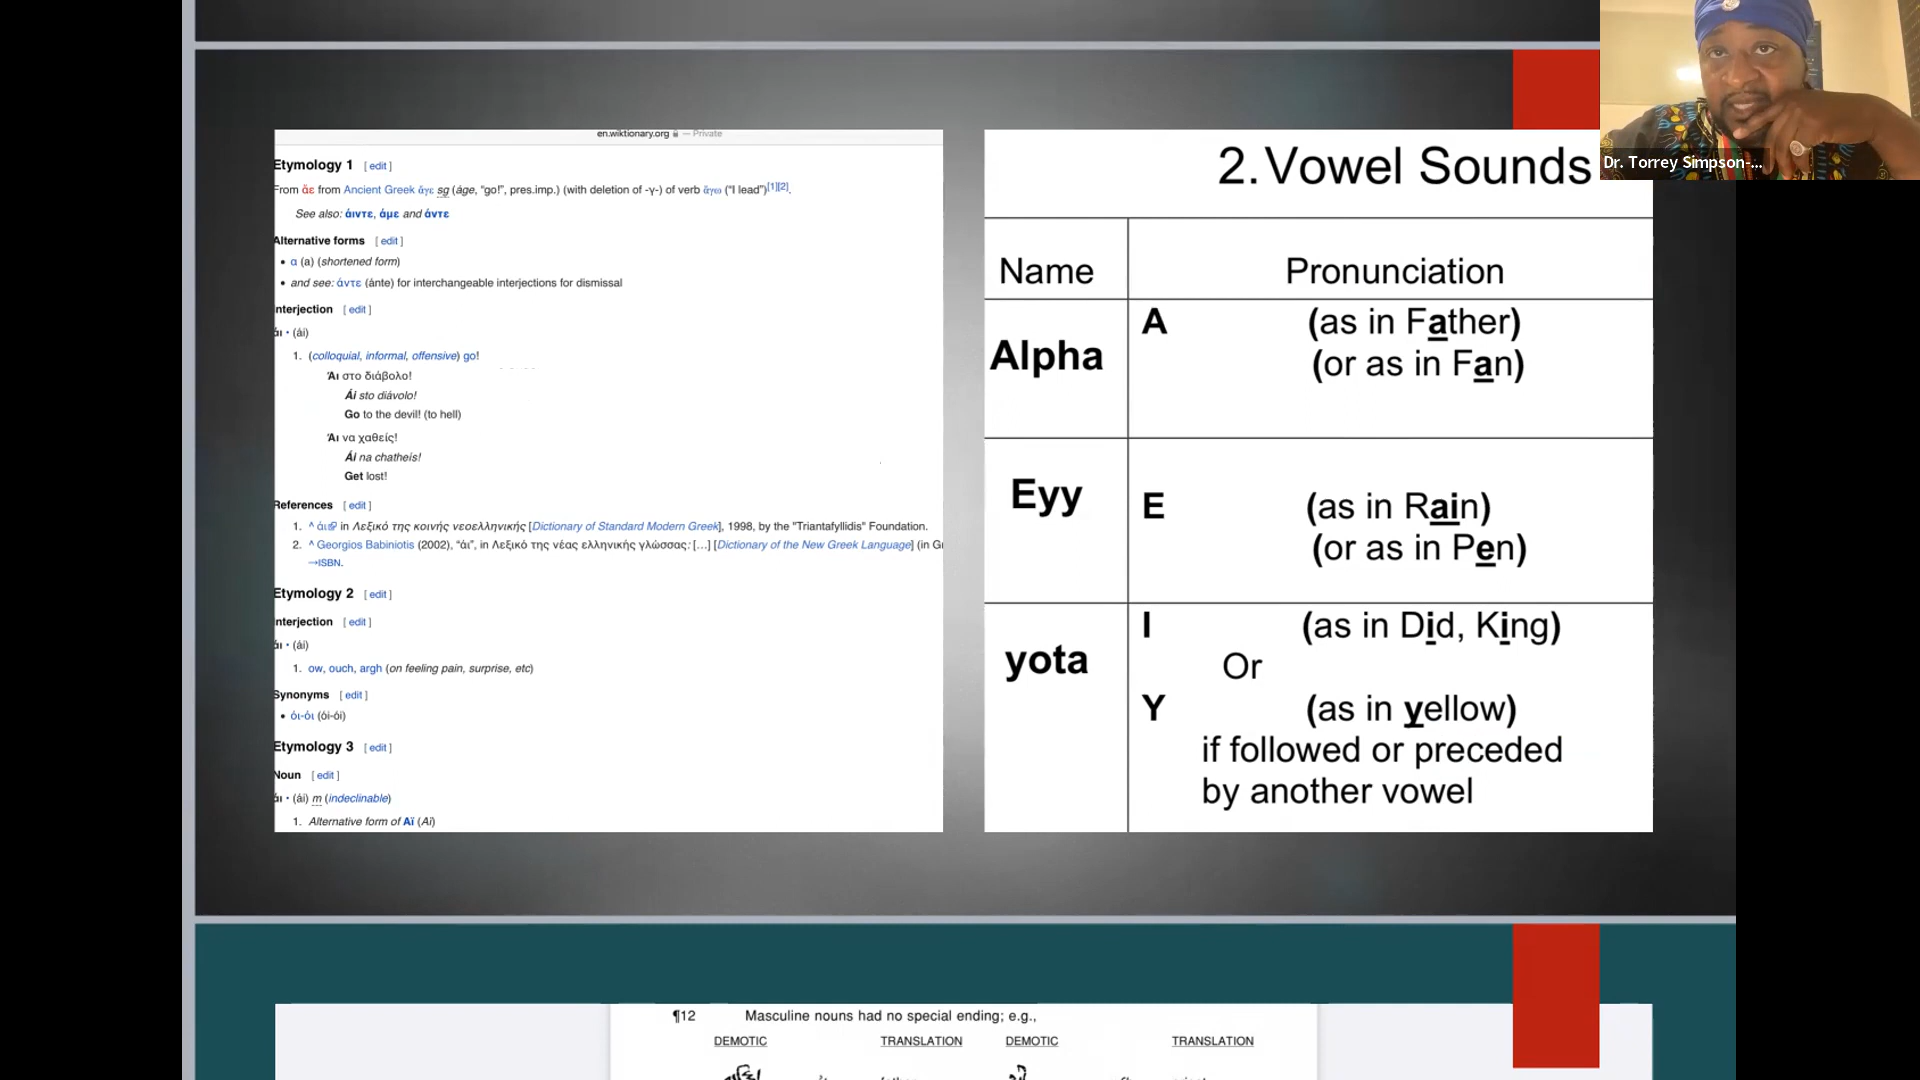 en.wiktionary.org — Private
Etymology 1 [ edit ]
From ἄε from Ancient Greek ἄγε sg (áge, “go!”, pres.imp.) (with deletion of -γ-) of verb ἄγω (“I lead”)[1][2].
See also: άιντε, άμε and άντε
Alternative forms [ edit ]
• α (a) (shortened form)
• and see: άντε (ánte) for interchangeable interjections for dismissal
nterjection [ edit ]
άι • (ái)
1. (colloquial, informal, offensive) go!
Άι στο διάβολο!
Ái sto diávolo!
Go to the devil! (to hell)
Άι να χαθείς!
Ái na chatheís!
Get lost!
References [ edit ]
1. ^ άι in Λεξικό της κοινής νεοελληνικής [Dictionary of Standard Modern Greek], 1998, by the "Triantafyllidis" Foundation.
2. ^ Georgios Babiniotis (2002), “άι”, in Λεξικό της νέας ελληνικής γλώσσας: […] [Dictionary of the New Greek Language] (in
→ISBN.
Etymology 2 [ edit ]
nterjection [ edit ]
άι • (ái)
1. ow, ouch, argh (on feeling pain, surprise, etc)
Synonyms [ edit ]
• όι-όι (ói-ói)
Etymology 3 [ edit ]
Noun [ edit ]
άι • (ái) m (indeclinable)
1. Alternative form of Αϊ (Aï)
2. Vowel Sounds
Name Pronunciation
Alpha
A (as in Father)
(or as in Fan)
Eyy
E (as in Rain)
(or as in Pen)
yota
I (as in Did, King)
Or
Y (as in yellow)
if followed or preceded
by another vowel
Dr. Torrey Simpson-...
¶12 Masculine nouns had no special ending; e.g.,
DEMOTIC TRANSLATION DEMOTIC TRANSLATION